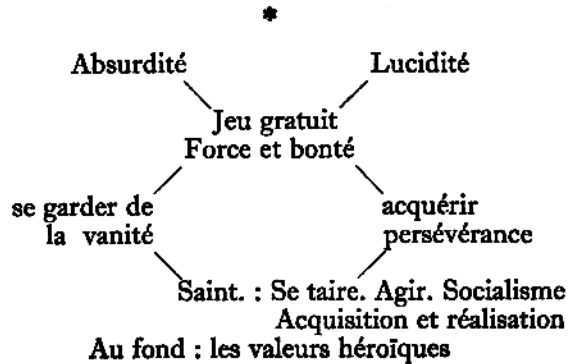 *
Absurdité Lucidité
Jeu gratuit
Force et bonté
se garder de acquérir
la vanité persévérance
Saint. : Se taire. Agir. Socialisme
Acquisition et réalisation
Au fond : les valeurs héroïques